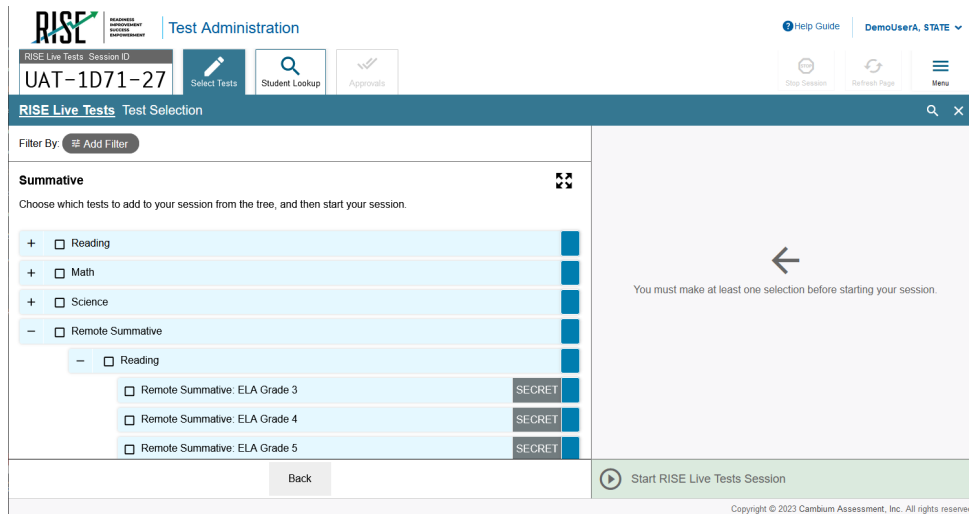 RISE READINESS IMPROVEMENT SUCCESS EMPOWERMENT Test Administration Help Guide DemoUserA, STATE
RISE Live Tests Session ID
UAT-1D71-27 Select Tests Student Lookup Approvals STOP Stop Session Refresh Page Menu
RISE Live Tests Test Selection
Filter By: Add Filter
Summative
Choose which tests to add to your session from the tree, and then start your session.
+ Reading
+ Math
+ Science
− Remote Summative
− Reading
Remote Summative: ELA Grade 3 SECRET
Remote Summative: ELA Grade 4 SECRET
Remote Summative: ELA Grade 5 SECRET
You must make at least one selection before starting your session.
Back
Start RISE Live Tests Session
Copyright © 2023 Cambium Assessment, Inc. All rights reserve